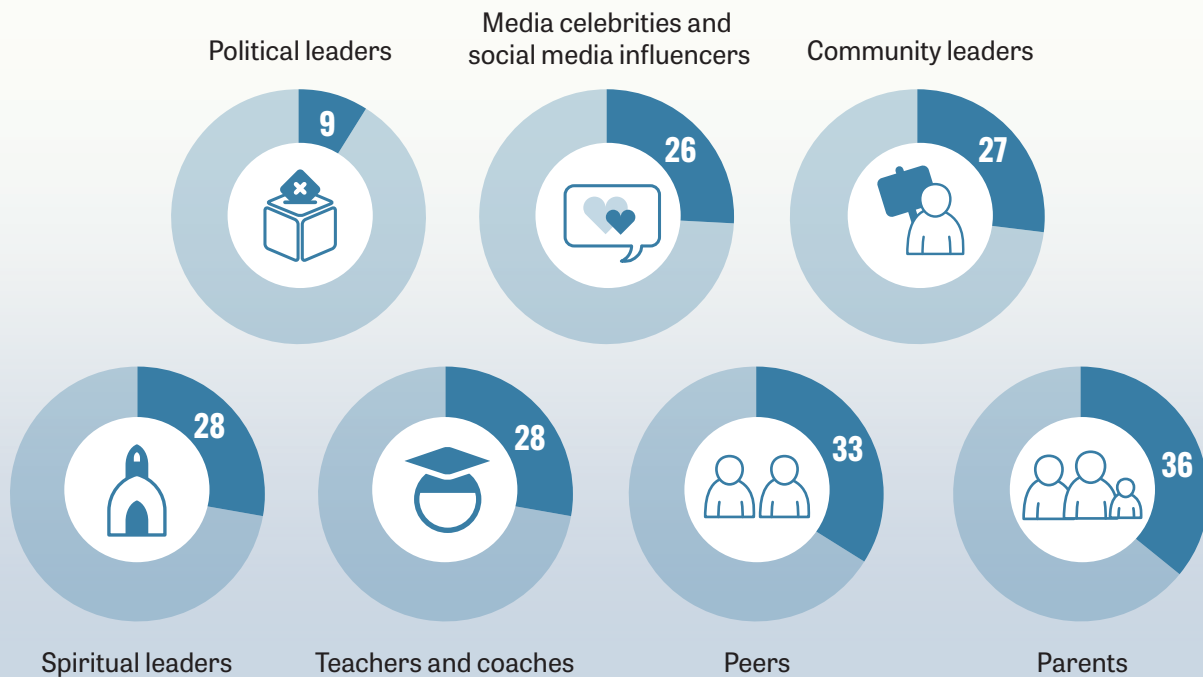 Political leaders
Media celebrities and
social media influencers
Community leaders
9
26
27
28
28
33
36
Spiritual leaders
Teachers and coaches
Peers
Parents